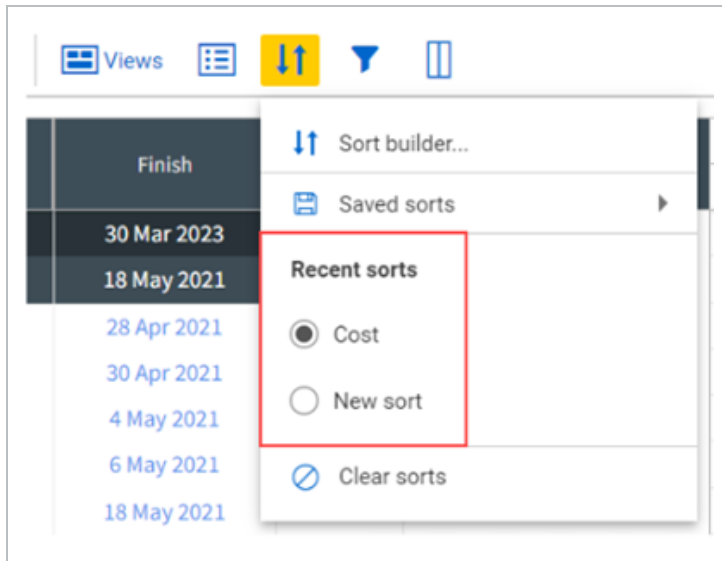 Views
Finish
30 Mar 2023
18 May 2021
28 Apr 2021
30 Apr 2021
4 May 2021
6 May 2021
18 May 2021
Sort builder...
Saved sorts
Recent sorts
Cost
New sort
Clear sorts